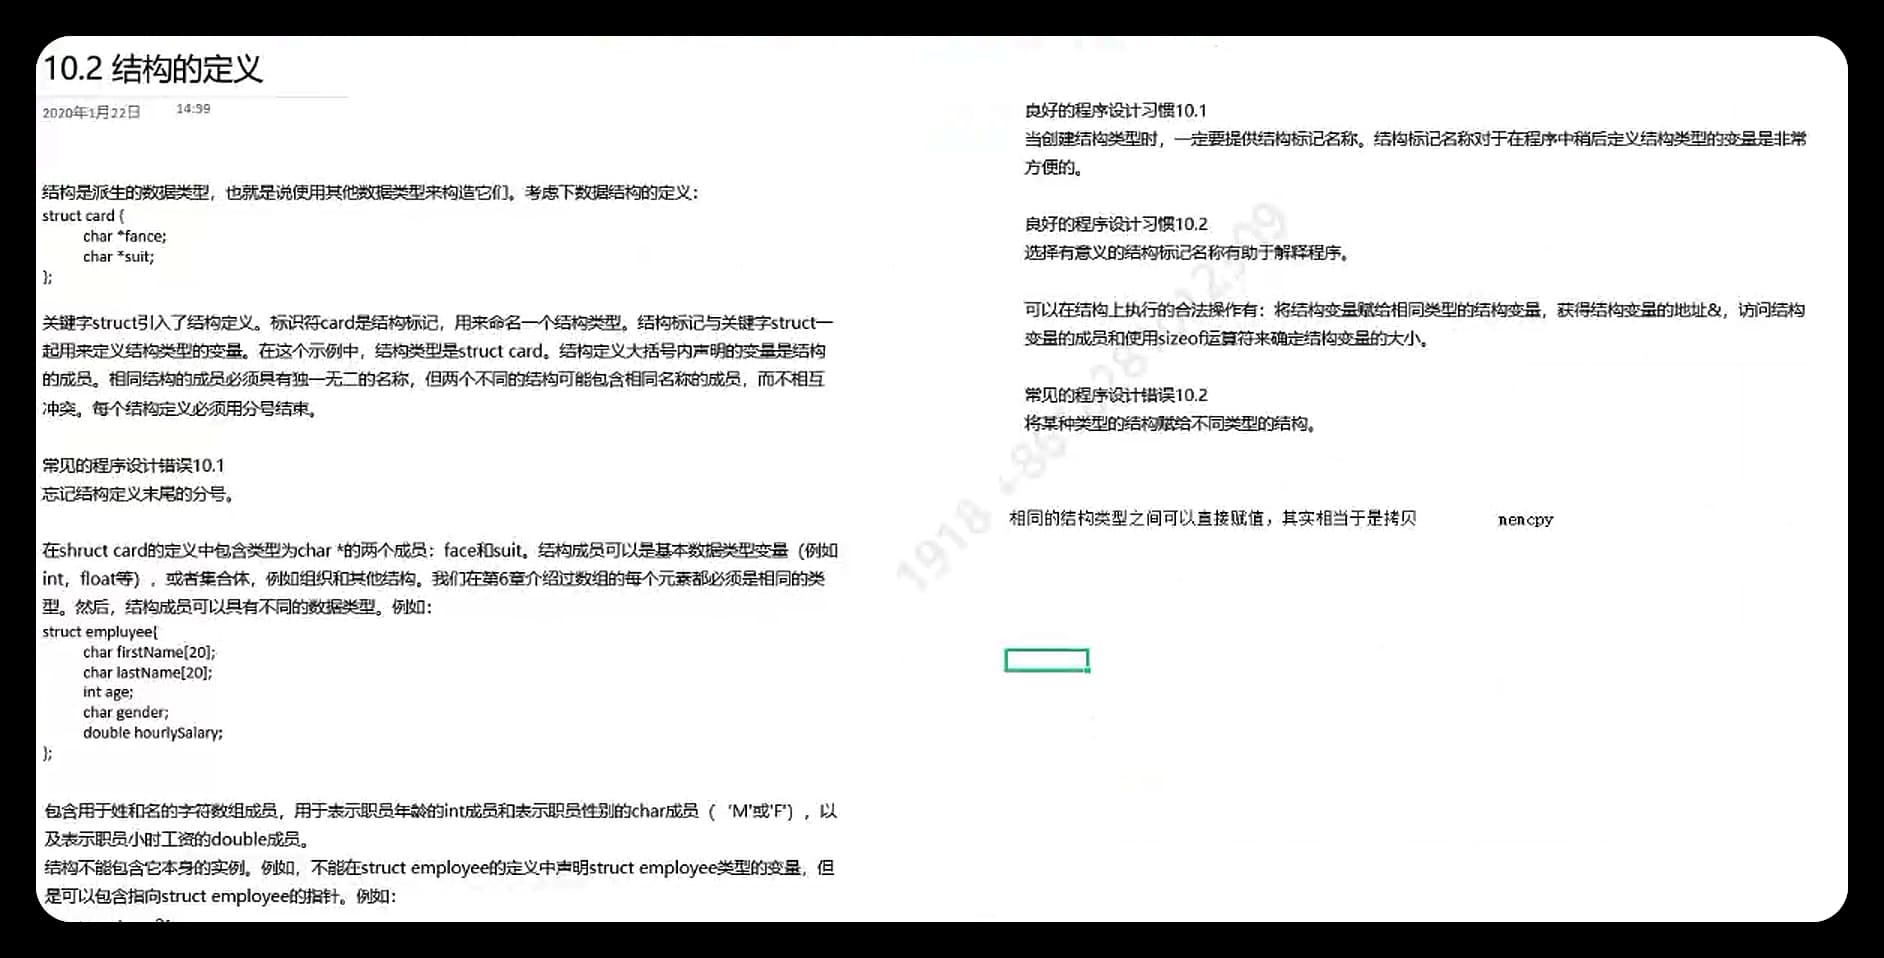 10.2 结构的定义
2020年1月22日 14:39
结构是派生的数据类型，也就是说使用其他数据类型来构造它们。考虑下数据结构的定义：
struct card {
char *fance;
char *suit;
};
关键字struct引入了结构定义。标识符card是结构标记，用来命名一个结构类型。结构标记与关键字struct一
起用来定义结构类型的变量。在这个示例中，结构类型是struct card。结构定义大括号内声明的变量是结构
的成员。相同结构的成员必须具有独一无二的名称，但两个不同的结构可能包含相同名称的成员，而不相互
冲突。每个结构定义必须用分号结束。
常见的程序设计错误10.1
忘记结构定义末尾的分号。
在shruct card的定义中包含类型为char *的两个成员：face和suit。结构成员可以是基本数据类型变量（例如
int，float等），或者集合体，例如组织和其他结构。我们在第6章介绍过数组的每个元素都必须是相同的类
型。然后，结构成员可以具有不同的数据类型。例如：
struct empluyee{
char firstName[20];
char lastName[20];
int age;
char gender;
double hourlySalary;
};
包含用于姓和名的字符数组成员，用于表示职员年龄的int成员和表示职员性别的char成员（ 'M'或'F'），以
及表示职员小时工资的double成员。
结构不能包含它本身的实例。例如，不能在struct employee的定义中声明struct employee类型的变量，但
是可以包含指向struct employee的指针。例如：
良好的程序设计习惯10.1
当创建结构类型时，一定要提供结构标记名称。结构标记名称对于在程序中稍后定义结构类型的变量是非常
方便的。
良好的程序设计习惯10.2
选择有意义的结构标记名称有助于解释程序。
可以在结构上执行的合法操作有：将结构变量赋给相同类型的结构变量，获得结构变量的地址&，访问结构
变量的成员和使用sizeof运算符来确定结构变量的大小。
常见的程序设计错误10.2
将某种类型的结构赋给不同类型的结构。
相同的结构类型之间可以直接赋值，其实相当于是拷贝 nencpy